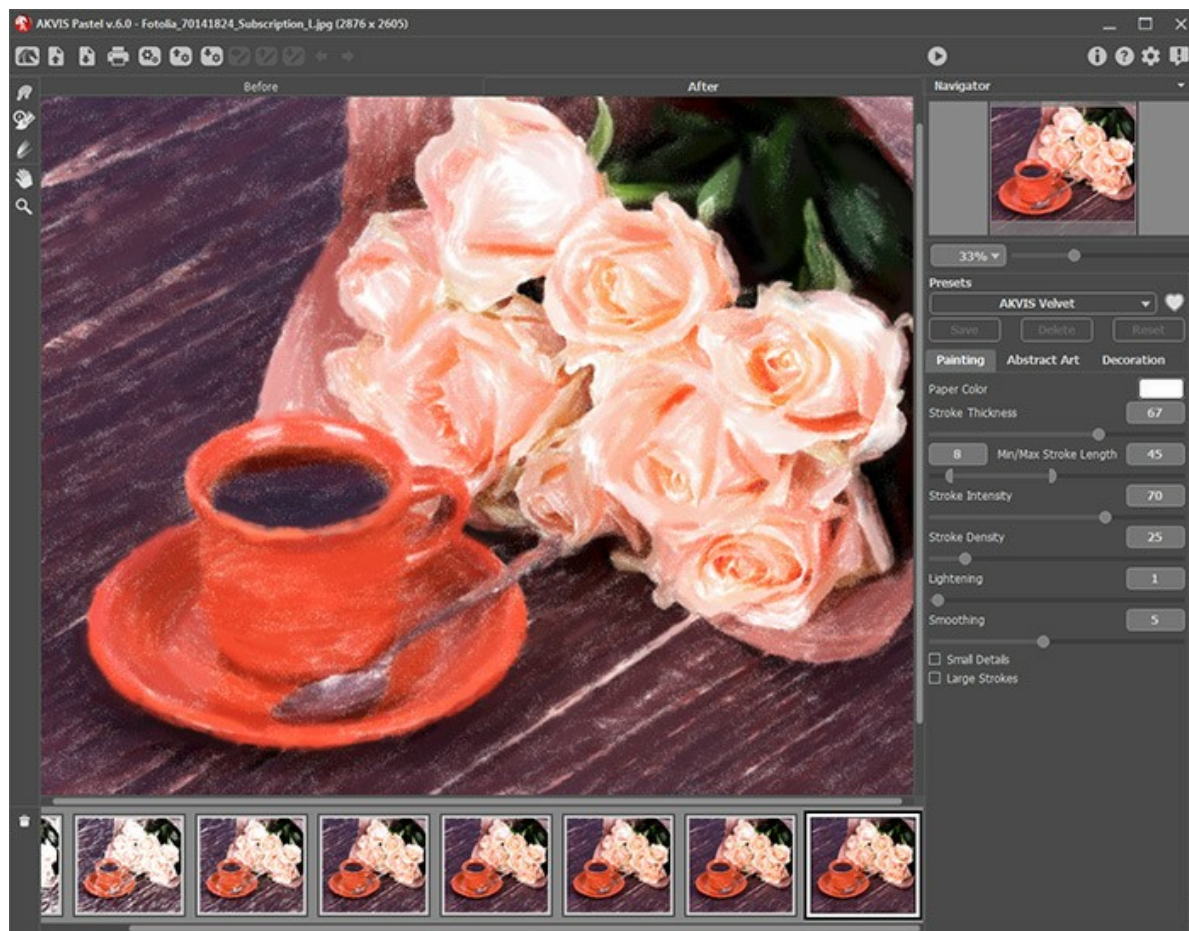 AKVIS Pastel v.6.0 - Fotolia_70141824_Subscription_L.jpg (2876 x 2605)
Before
After
Navigator
33%
Presets
AKVIS Velvet
Save
Delete
Reset
Painting
Abstract Art
Decoration
Paper Color
Stroke Thickness
67
8
Min/Max Stroke Length
45
Stroke Intensity
70
Stroke Density
25
Lightening
1
Smoothing
5
Small Details
Large Strokes